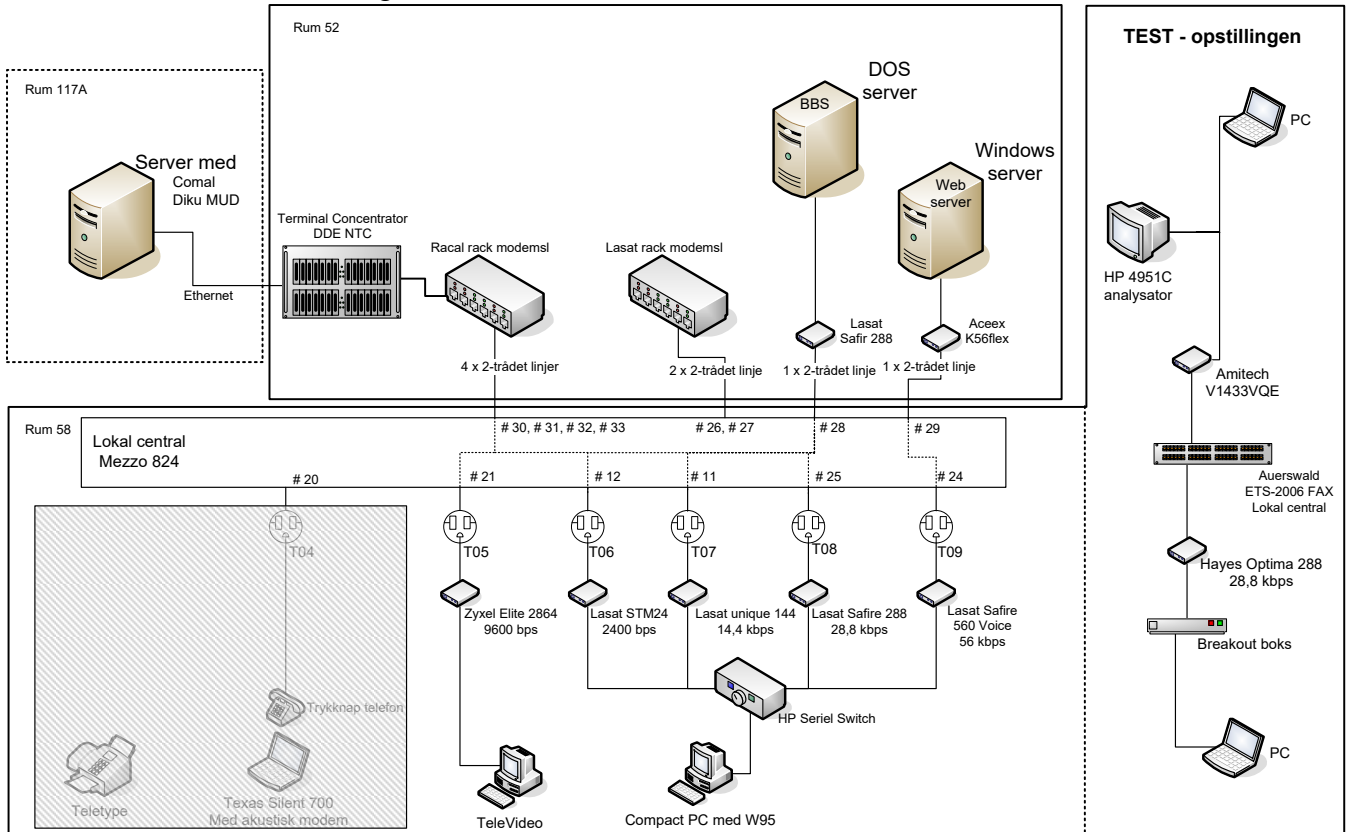 Rum 52
TEST - opstillingen
Rum 117A
DOS
server
BBS
PC
Server med
Comal
Diku MUD
Windows
server
Web
server
Terminal Concentrator
DDE NTC
Racal rack modemsl
Lasat rack modemsl
HP 4951C
analysator
Ethernet
Lasat
Safir 288
Aceex
K56flex
4 x 2-trådet linjer
2 x 2-trådet linje
1 x 2-trådet linje
1 x 2-trådet linje
Amitech
V1433VQE
Rum 58
Lokal central
Mezzo 824
# 30, # 31, # 32, # 33
# 26, # 27
# 28
# 29
# 20
# 21
# 12
# 11
# 25
# 24
Auerswald
ETS-2006 FAX
Lokal central
T04
T05
T06
T07
T08
T09
Hayes Optima 288
28,8 kbps
Zyxel Elite 2864
9600 bps
Lasat STM24
2400 bps
Lasat unique 144
14,4 kbps
Lasat Safire 288
28,8 kbps
Lasat Safire
560 Voice
56 kbps
Breakout boks
Trykknap telefon
HP Seriel Switch
PC
Teletype
Texas Silent 700
Med akustisk modem
TeleVideo
Compact PC med W95